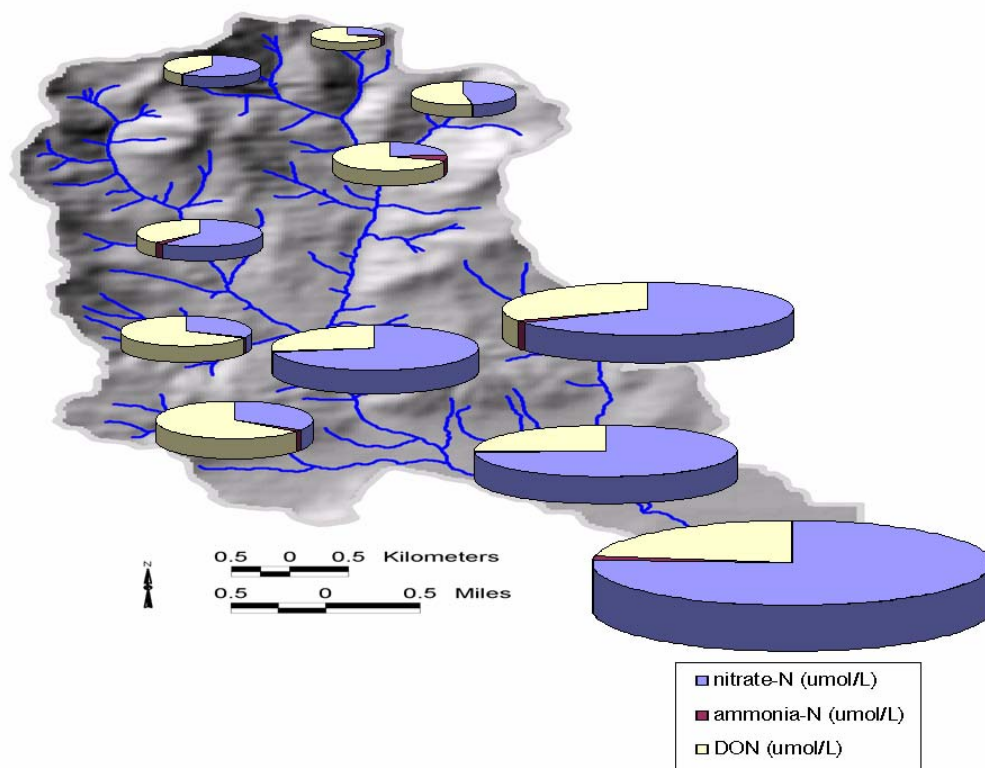 0.5 0 0.5 Kilometers
N
0.5 0 0.5 Miles
nitrate-N (umol/L)
ammonia-N (umol/L)
DON (umol/L)